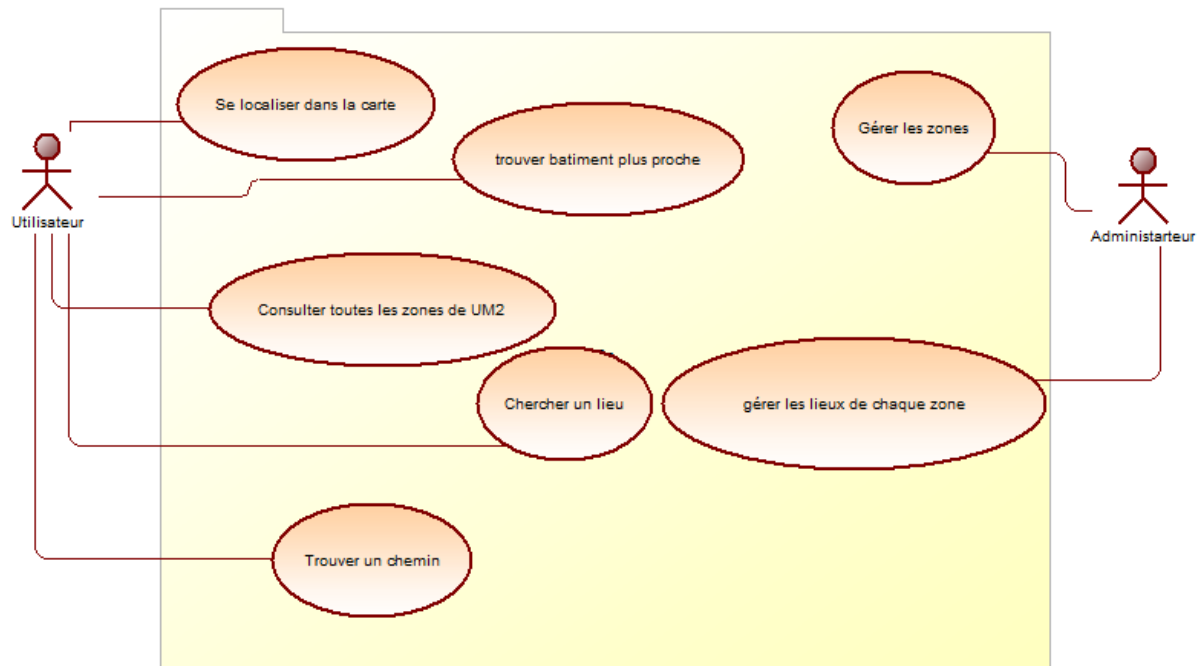 Se localiser dans la carte
trouver batiment plus proche
Gérer les zones
Utilisateur
Administarteur
Consulter toutes les zones de UM2
Chercher un lieu
gérer les lieux de chaque zone
Trouver un chemin